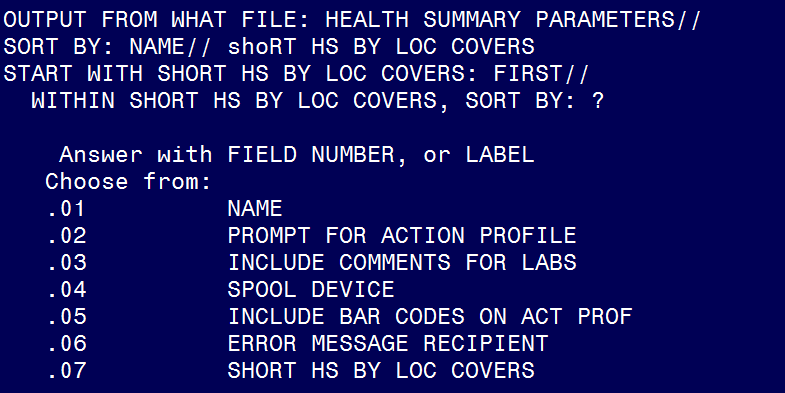 OUTPUT FROM WHAT FILE: HEALTH SUMMARY PARAMETERS//
SORT BY: NAME// shoRT HS BY LOC COVERS
START WITH SHORT HS BY LOC COVERS: FIRST//
WITHIN SHORT HS BY LOC COVERS, SORT BY: ?
Answer with FIELD NUMBER, or LABEL
Choose from:
.01 NAME
.02 PROMPT FOR ACTION PROFILE
.03 INCLUDE COMMENTS FOR LABS
.04 SPOOL DEVICE
.05 INCLUDE BAR CODES ON ACT PROF
.06 ERROR MESSAGE RECIPIENT
.07 SHORT HS BY LOC COVERS